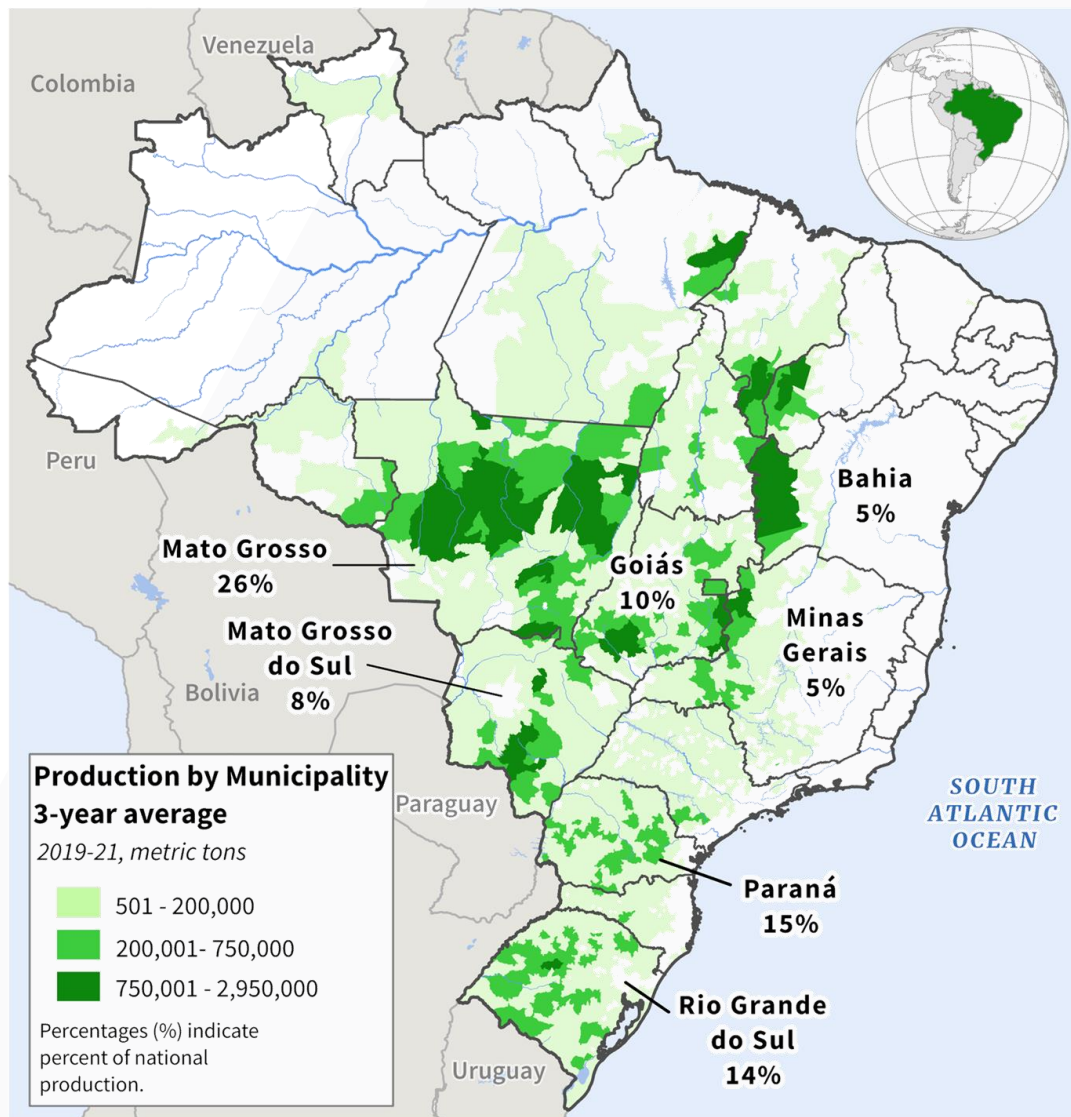 Venezuela
Colombia
Peru
Bahia
5%
Mato Grosso
26%
Goiás
10%
Minas
Gerais
5%
Mato Grosso
do Sul
8%
Bolivia
Production by Municipality
3-year average
2019-21, metric tons
501 - 200,000
200,001- 750,000
750,001 - 2,950,000
Percentages (%) indicate
percent of national
production.
Paraguay
SOUTH
ATLANTIC
OCEAN
Paraná
15%
Rio Grande
do Sul
14%
Uruguay